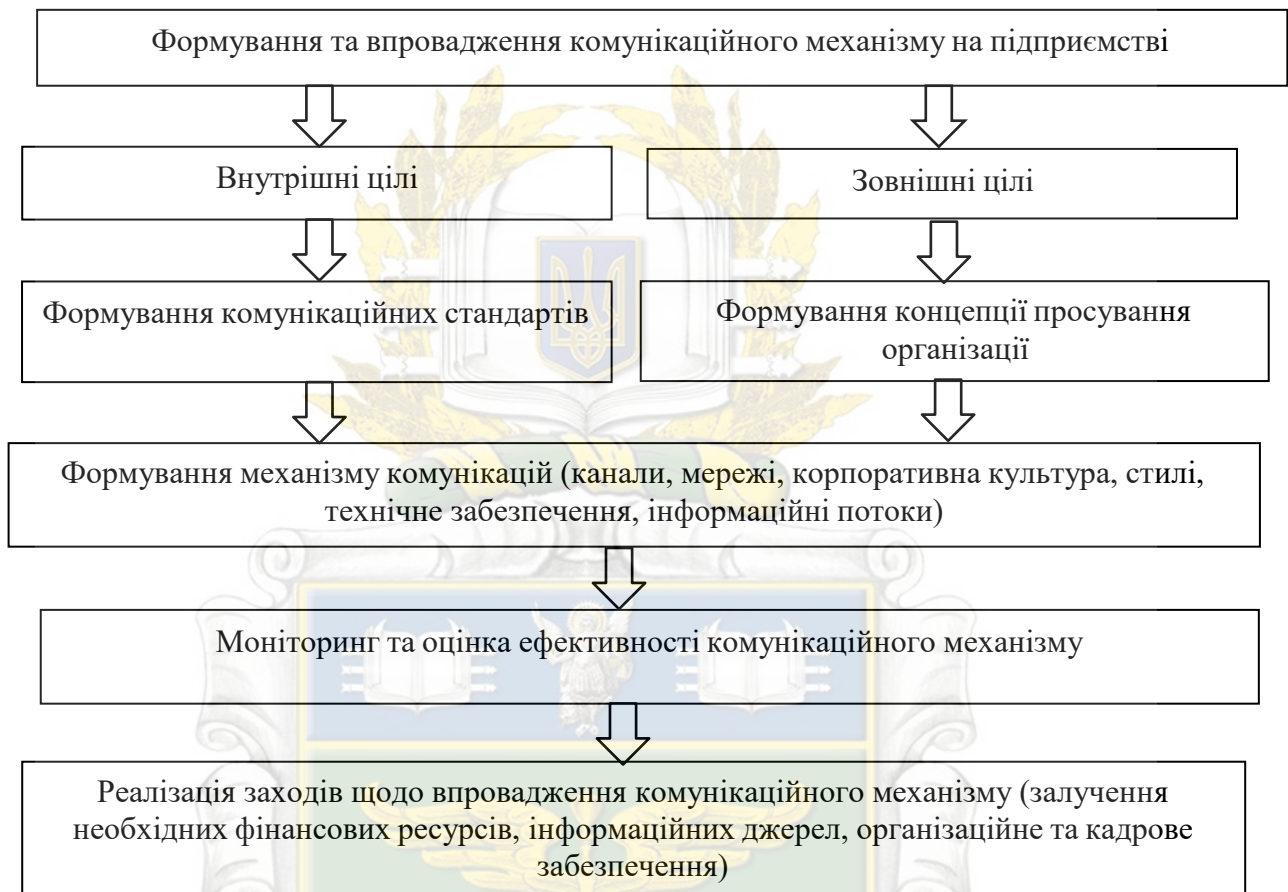 Формування та впровадження комунікаційного механізму на підприємстві
Внутрішні цілі
Зовнішні цілі
Формування комунікаційних стандартів
Формування концепції просування
організації
Формування механізму комунікацій (канали, мережі, корпоративна культура, стилі,
технічне забезпечення, інформаційні потоки)
Моніторинг та оцінка ефективності комунікаційного механізму
Реалізація заходів щодо впровадження комунікаційного механізму (залучення
необхідних фінансових ресурсів, інформаційних джерел, організаційне та кадрове
забезпечення)